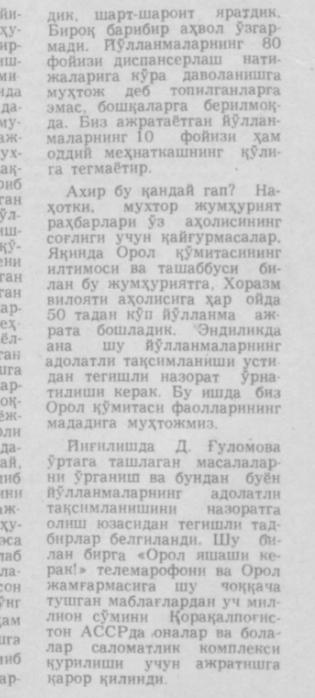 дик, шарт-шароит яратдик.
Бироқ барибир аҳвол ўзгар-
мади. Йўлланмаларнинг 80
фойизи диспансерлаш нати-
жаларига кўра даволанишга
муҳтож деб топилганларга
эмас, бошқаларга берилмоқ-
да. Биз ажратаётган йўллан-
маларнинг 10 фойизи ҳам
оддий меҳнаткашнинг қўли-
га тегмаётир.
Ахир бу қандай гап? На-
ҳотки, мухтор жумҳурият
раҳбарлари ўз аҳолисининг
соғлиги учун қайғурмасалар.
Яқинда Орол қўмитасининг
илтимоси ва ташаббуси би-
лан бу жумҳуриятга, Хоразм
вилояти аҳолисига ҳар ойда
50 тадан кўп йўлланма аж-
рата бошладик. Эндиликда
ана шу йўлланмаларнинг
адолатли тақсимланиши усти-
дан тегишли назорат ўрна-
тилиши керак. Бу ишда биз
Орол қўмитаси фаолларининг
мададига муҳтожмиз.
Йиғилишда Д. Ғуломова
ўртага ташлаган масалалар-
ни ўрганиш ва бундан буён
йўлланмаларнинг адолатли
тақсимланишини назоратга
олиш юзасидан тегишли тад-
бирлар белгиланди. Шу би-
лан бирга «Орол яшаши ке-
рак!» телемарофони ва Орол
жамғармасига шу чоққача
тушган маблағлардан уч мил-
лион сўмини Қорақалпоғис-
тон АССРда оналар ва бола-
лар саломатлик комплекси
қурилиши учун ажратишга
қарор қилинди.